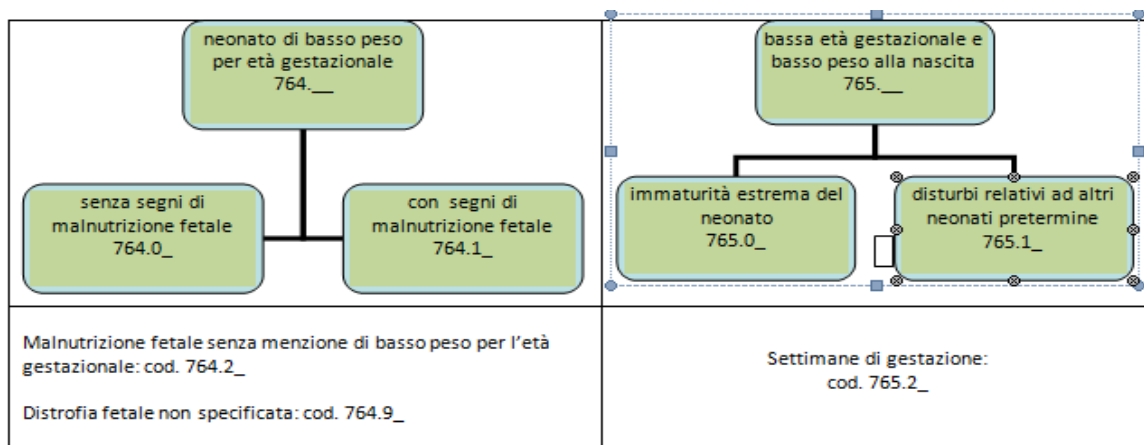 neonato di basso peso
per età gestazionale
764.__
senza segni di
malnutrizione fetale
764.0_
con segni di
malnutrizione fetale
764.1_
bassa età gestazionale e
basso peso alla nascita
765.__
immaturità estrema del
neonato
765.0_
disturbi relativi ad altri
neonati pretermine
765.1_
Malnutrizione fetale senza menzione di basso peso per l'età
gestazionale: cod. 764.2_
Distrofia fetale non specificata: cod. 764.9_
Settimane di gestazione:
cod. 765.2_